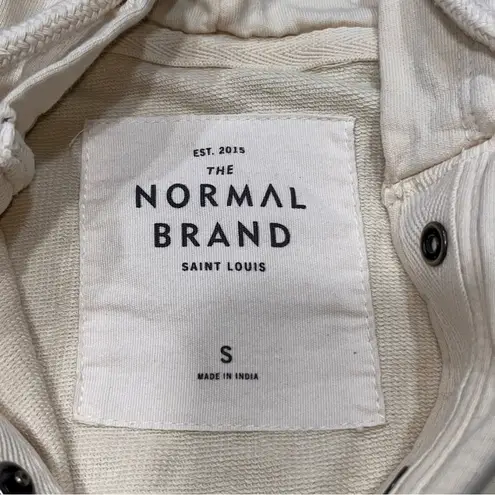 EST. 2015
THE
NORMAL
BRAND
SAINT LOUIS
S
MADE IN INDIA